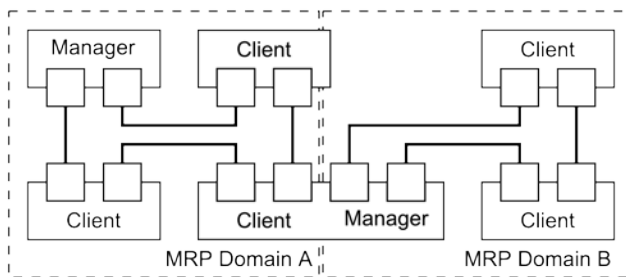 Manager
Client
Client
Client
Client
Manager
Client
MRP Domain A
MRP Domain B